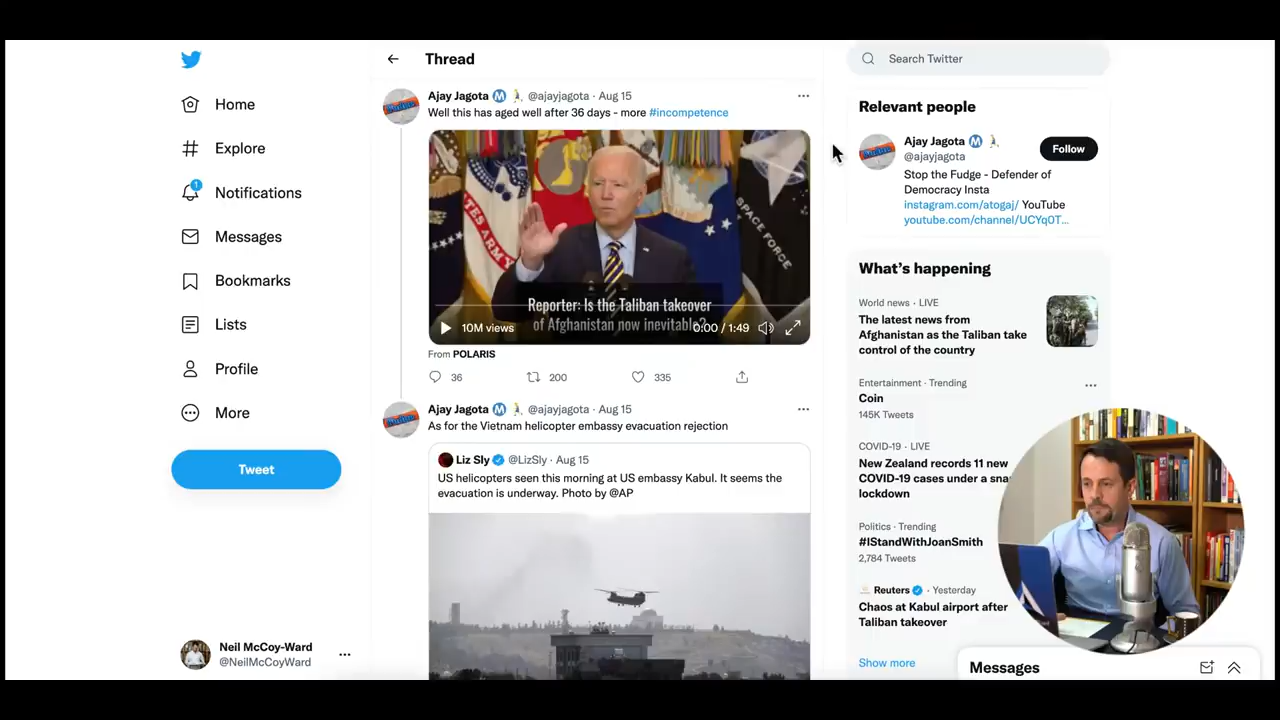 Home
Explore
1
Notifications
Messages
Bookmarks
Lists
Profile
More
Tweet
Neil McCoy-Ward
@NeilMcCoyWard
Thread
Ajay Jagota @ajayjagota · Aug 15
Well this has aged well after 36 days - more #incompetence
US ARMY
SPACE FORCE
Reporter: Is the Taliban takeover
of Afghanistan now inevitable?
10M views
0:00 / 1:49
From POLARIS
36
200
335
Ajay Jagota @ajayjagota · Aug 15
As for the Vietnam helicopter embassy evacuation rejection
Liz Sly @LizSly · Aug 15
US helicopters seen this morning at US embassy Kabul. It seems the
evacuation is underway. Photo by @AP
Search Twitter
Relevant people
Ajay Jagota
@ajayjagota
Follow
Stop the Fudge - Defender of
Democracy Insta
instagram.com/atogaj/ YouTube
youtube.com/channel/UCYq0T…
What's happening
World news · LIVE
The latest news from
Afghanistan as the Taliban take
control of the country
Entertainment · Trending
Coin
145K Tweets
COVID-19 · LIVE
New Zealand records 11 new
COVID-19 cases under a sna
lockdown
Politics · Trending
#IStandWithJoanSmith
2,784 Tweets
Reuters · Yesterday
Chaos at Kabul airport after
Taliban takeover
Show more
Messages